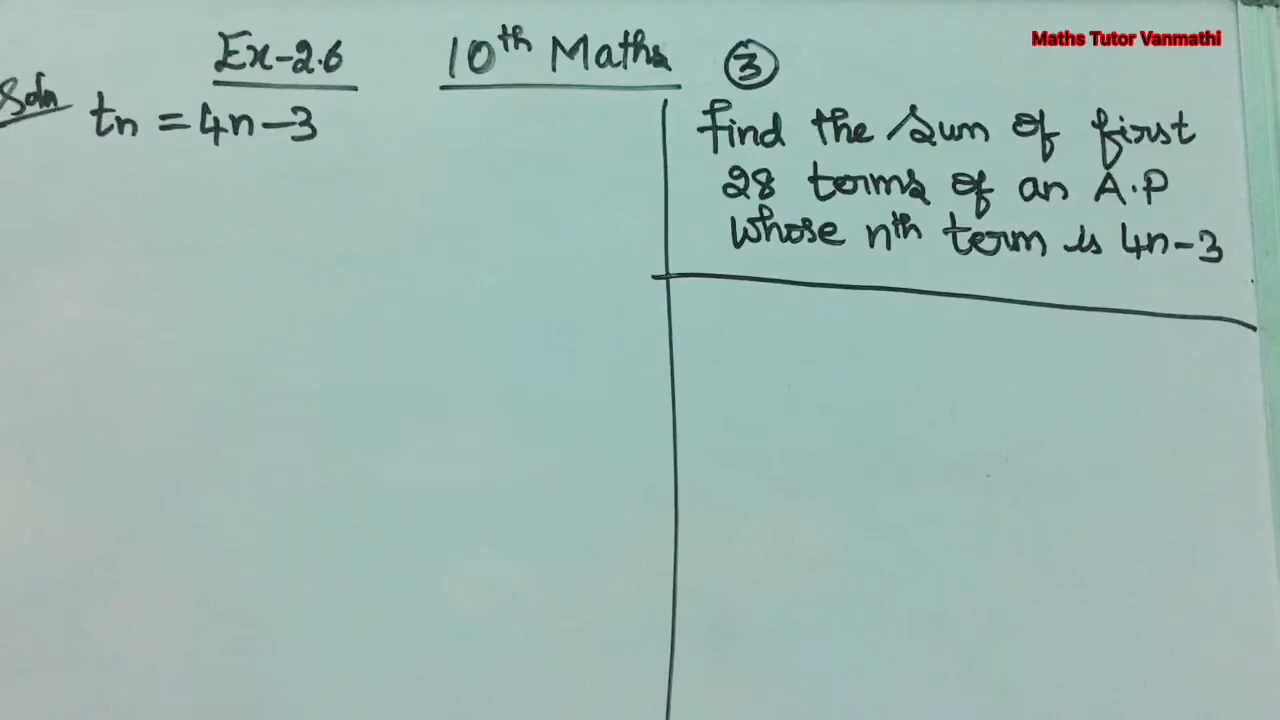 Ex-2.6 10th Maths ③
Maths Tutor Vanmathi
Soln tn = 4n-3
Find the sum of first
28 terms of an A.P
whose nth term is 4n-3